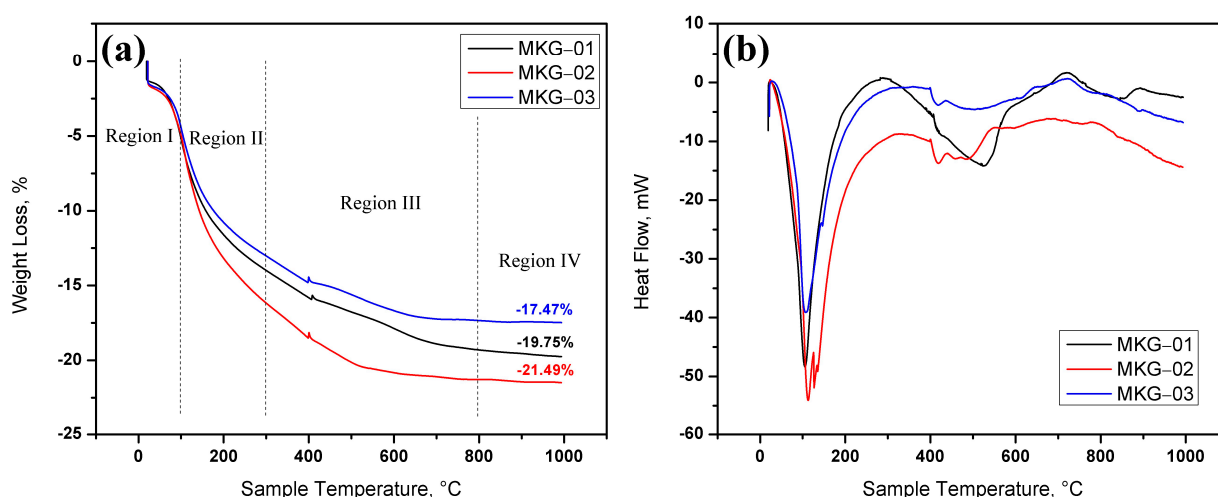 (a)
MKG−01
MKG−02
MKG−03
Region I
Region II
Region III
Region IV
-17.47%
-19.75%
-21.49%
0
-5
-10
-15
-20
-25
Weight Loss, %
0 200 400 600 800 1000
Sample Temperature, °C
(b)
10
0
-10
-20
-30
-40
-50
-60
Heat Flow, mW
MKG−01
MKG−02
MKG−03
0 200 400 600 800 1000
Sample Temperature, °C